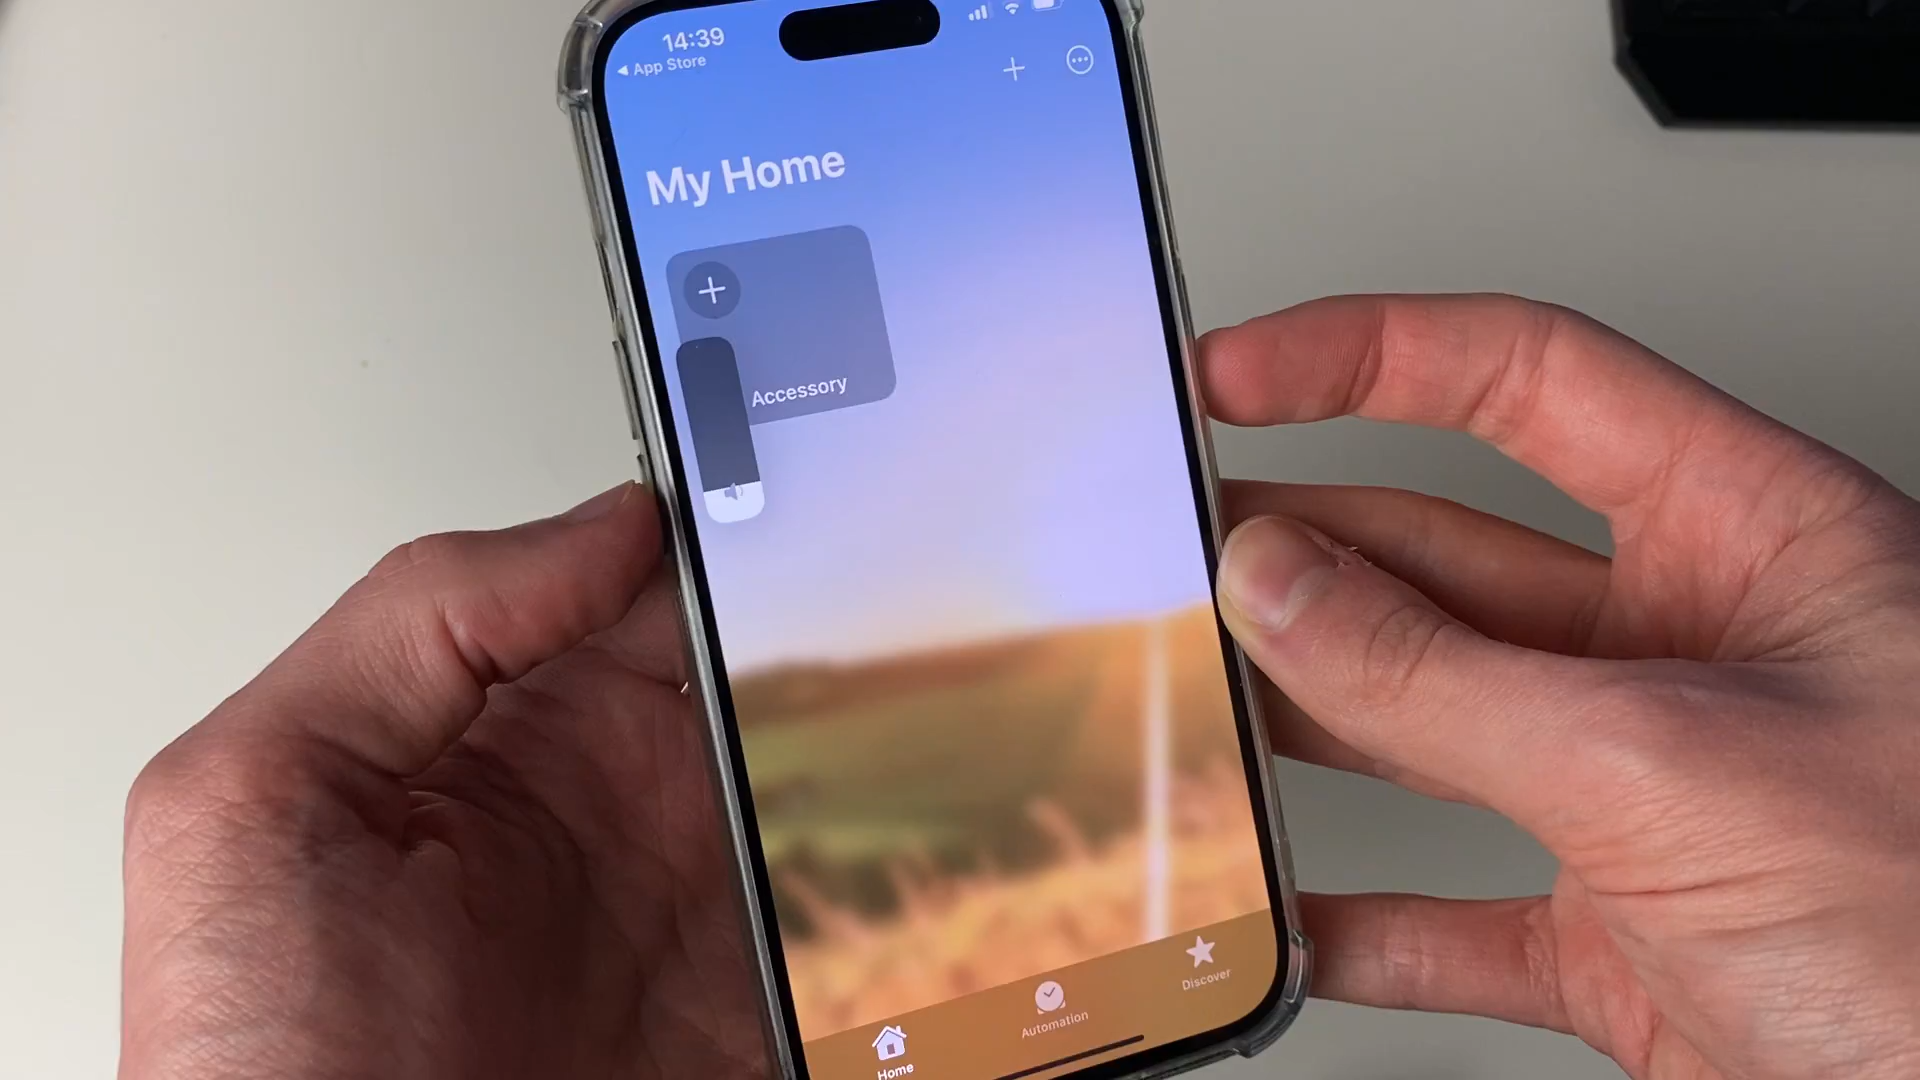 14:39
App Store
My Home
Accessory
Home
Automation
Discover